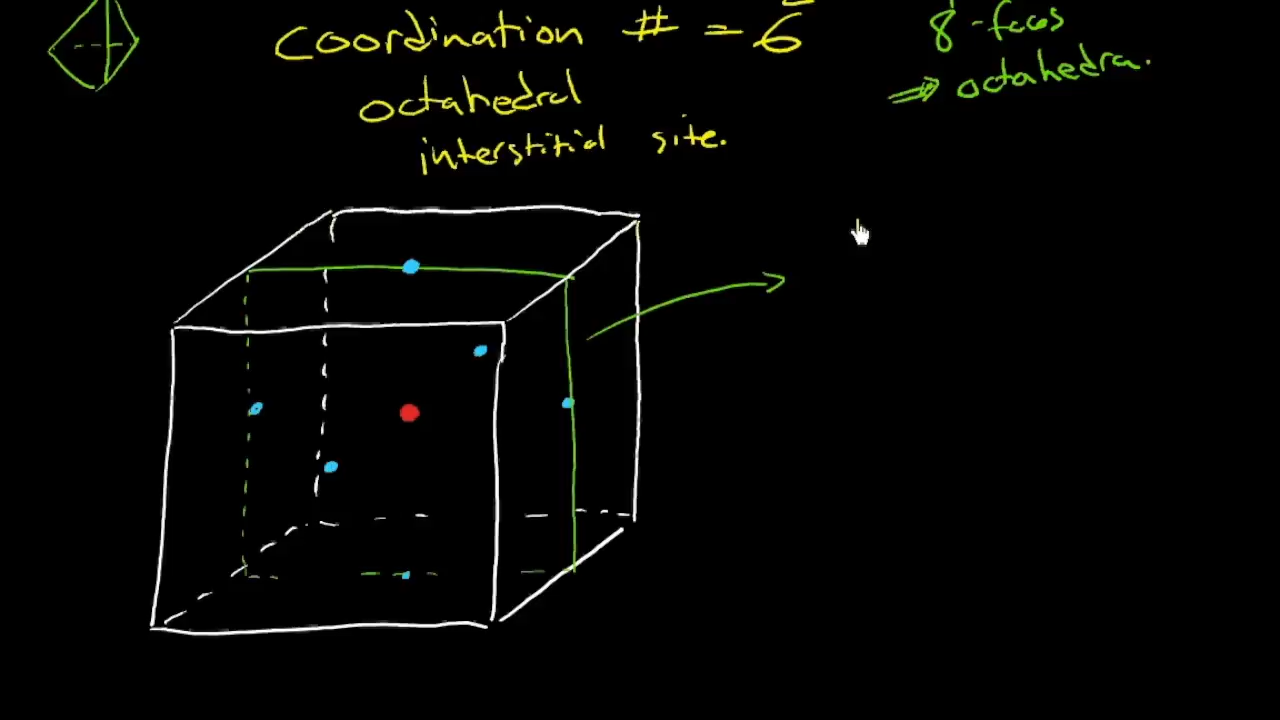 Coordination # = 6
octahedral
interstitial site.
8 - faces
⇒ octahedra.